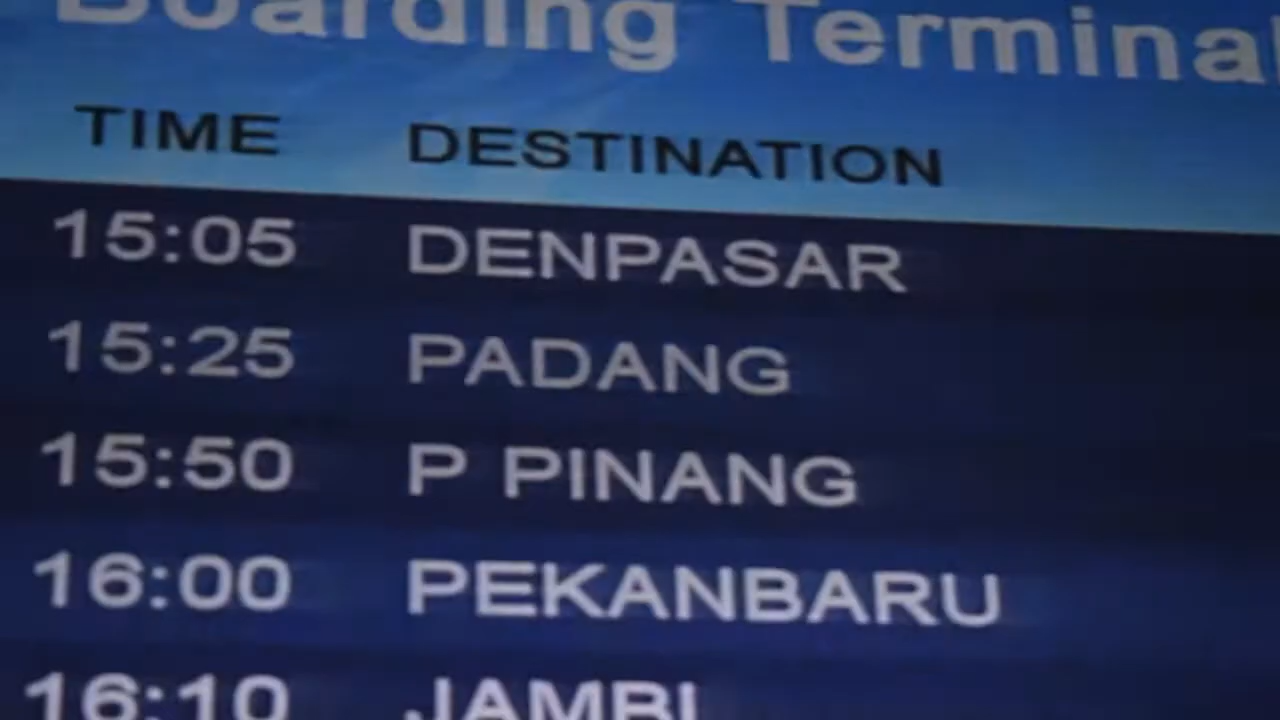 Boarding Terminal
TIME DESTINATION
15:05 DENPASAR
15:25 PADANG
15:50 P PINANG
16:00 PEKANBARU
16:10 JAMBI